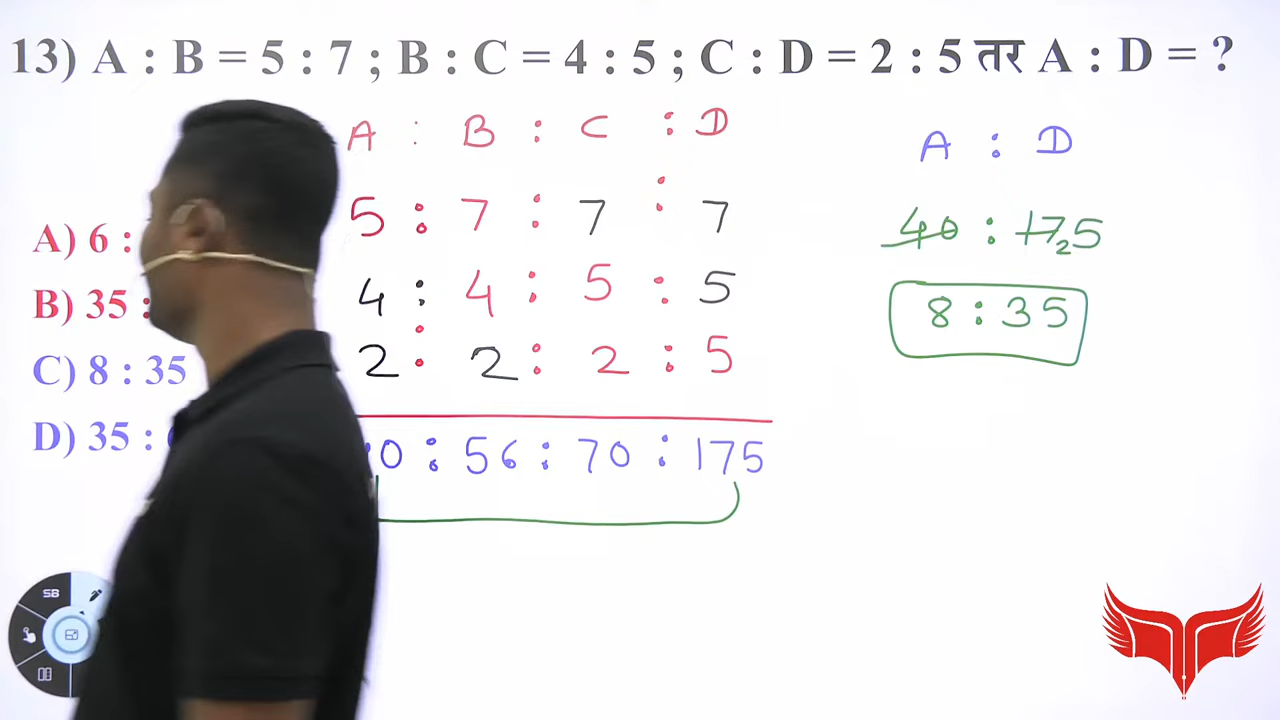 13) A : B = 5 : 7 ; B : C = 4 : 5 ; C : D = 2 : 5 तर A : D = ?
A : B : C : D
5 : 7 : 7 : 7
4 : 4 : 5 : 5
2 : 2 : 2 : 5
0 : 56 : 70 : 175
A : D
40 : 175
8 : 35
A) 6 :
B) 35 :
C) 8 : 35
D) 35 :
SB